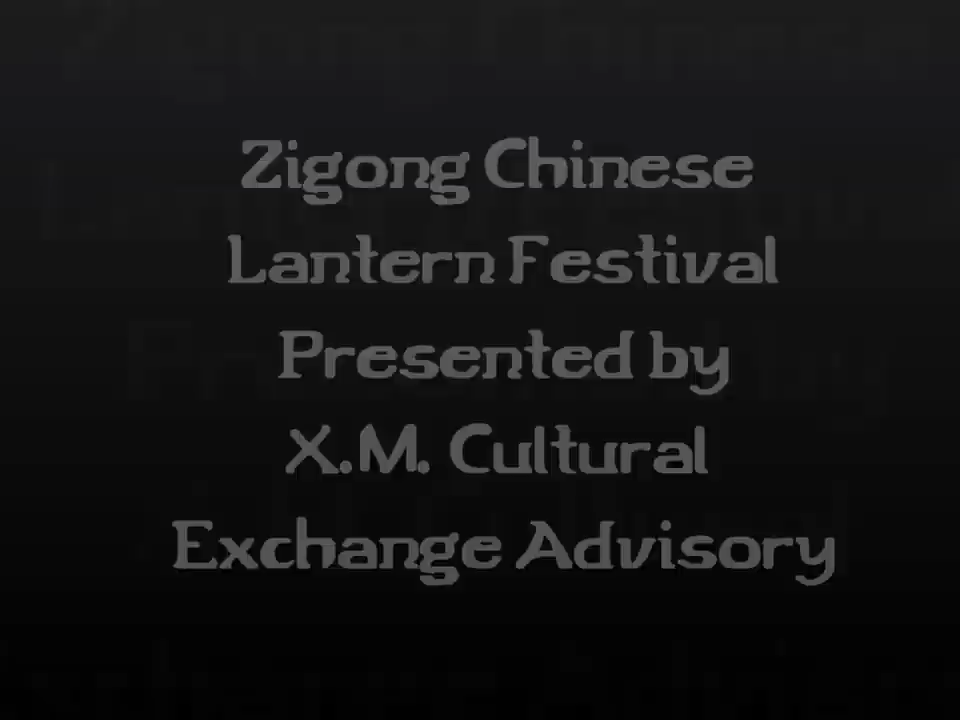 Zigong Chinese
Lantern Festival
Presented by
X.M. Cultural
Exchange Advisory